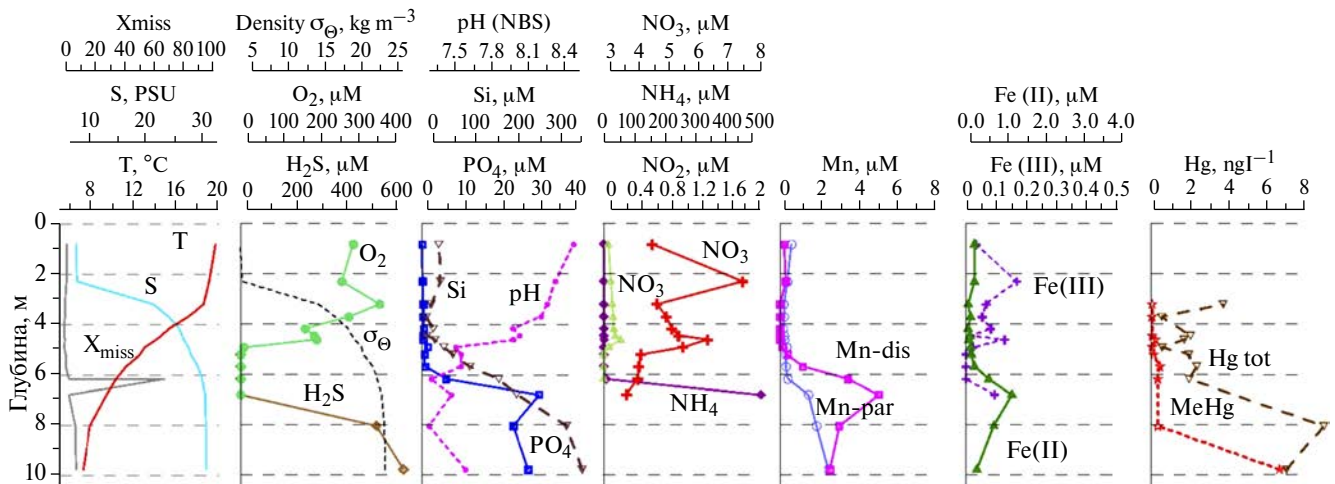 Xmiss
0 20 40 60 80 100
S, PSU
10 20 30
T, °C
8 12 16 20
Density σ_Θ, kg m⁻³
5 10 15 20 25
O₂, µM
0 200 400 600
H₂S, µM
0 200 400 600
pH (NBS)
7.5 7.8 8.1 8.4
Si, µM
0 100 200 300
PO₄, µM
0 10 20 30 40
NO₃, µM
3 4 5 6 7 8
NH₄, µM
0 100 200 300 400 500
NO₂, µM
0 0.4 0.8 1.2 1.6 2
Mn, µM
0 2 4 6 8
Fe (II), µM
0.0 1.0 2.0 3.0 4.0
Fe (III), µM
0 0.1 0.2 0.3 0.4 0.5
Hg, ngl⁻¹
0 2 4 6 8
Глубина, м
0
2
4
6
8
10
T
S
X_miss
O₂
σ_Θ
H₂S
Si
pH
PO₄
NO₃
NO₃
NH₄
Mn-dis
Mn-par
Fe(III)
Fe(II)
Hg tot
MeHg